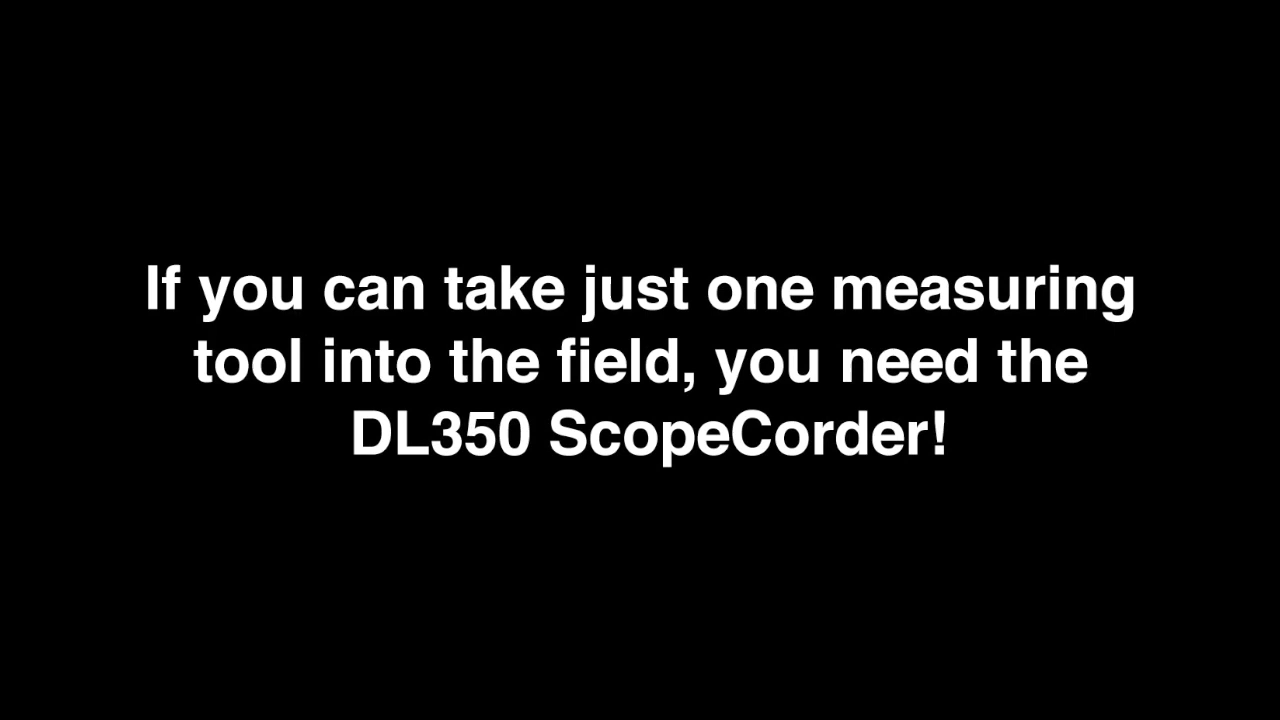 If you can take just one measuring
tool into the field, you need the
DL350 ScopeCorder!